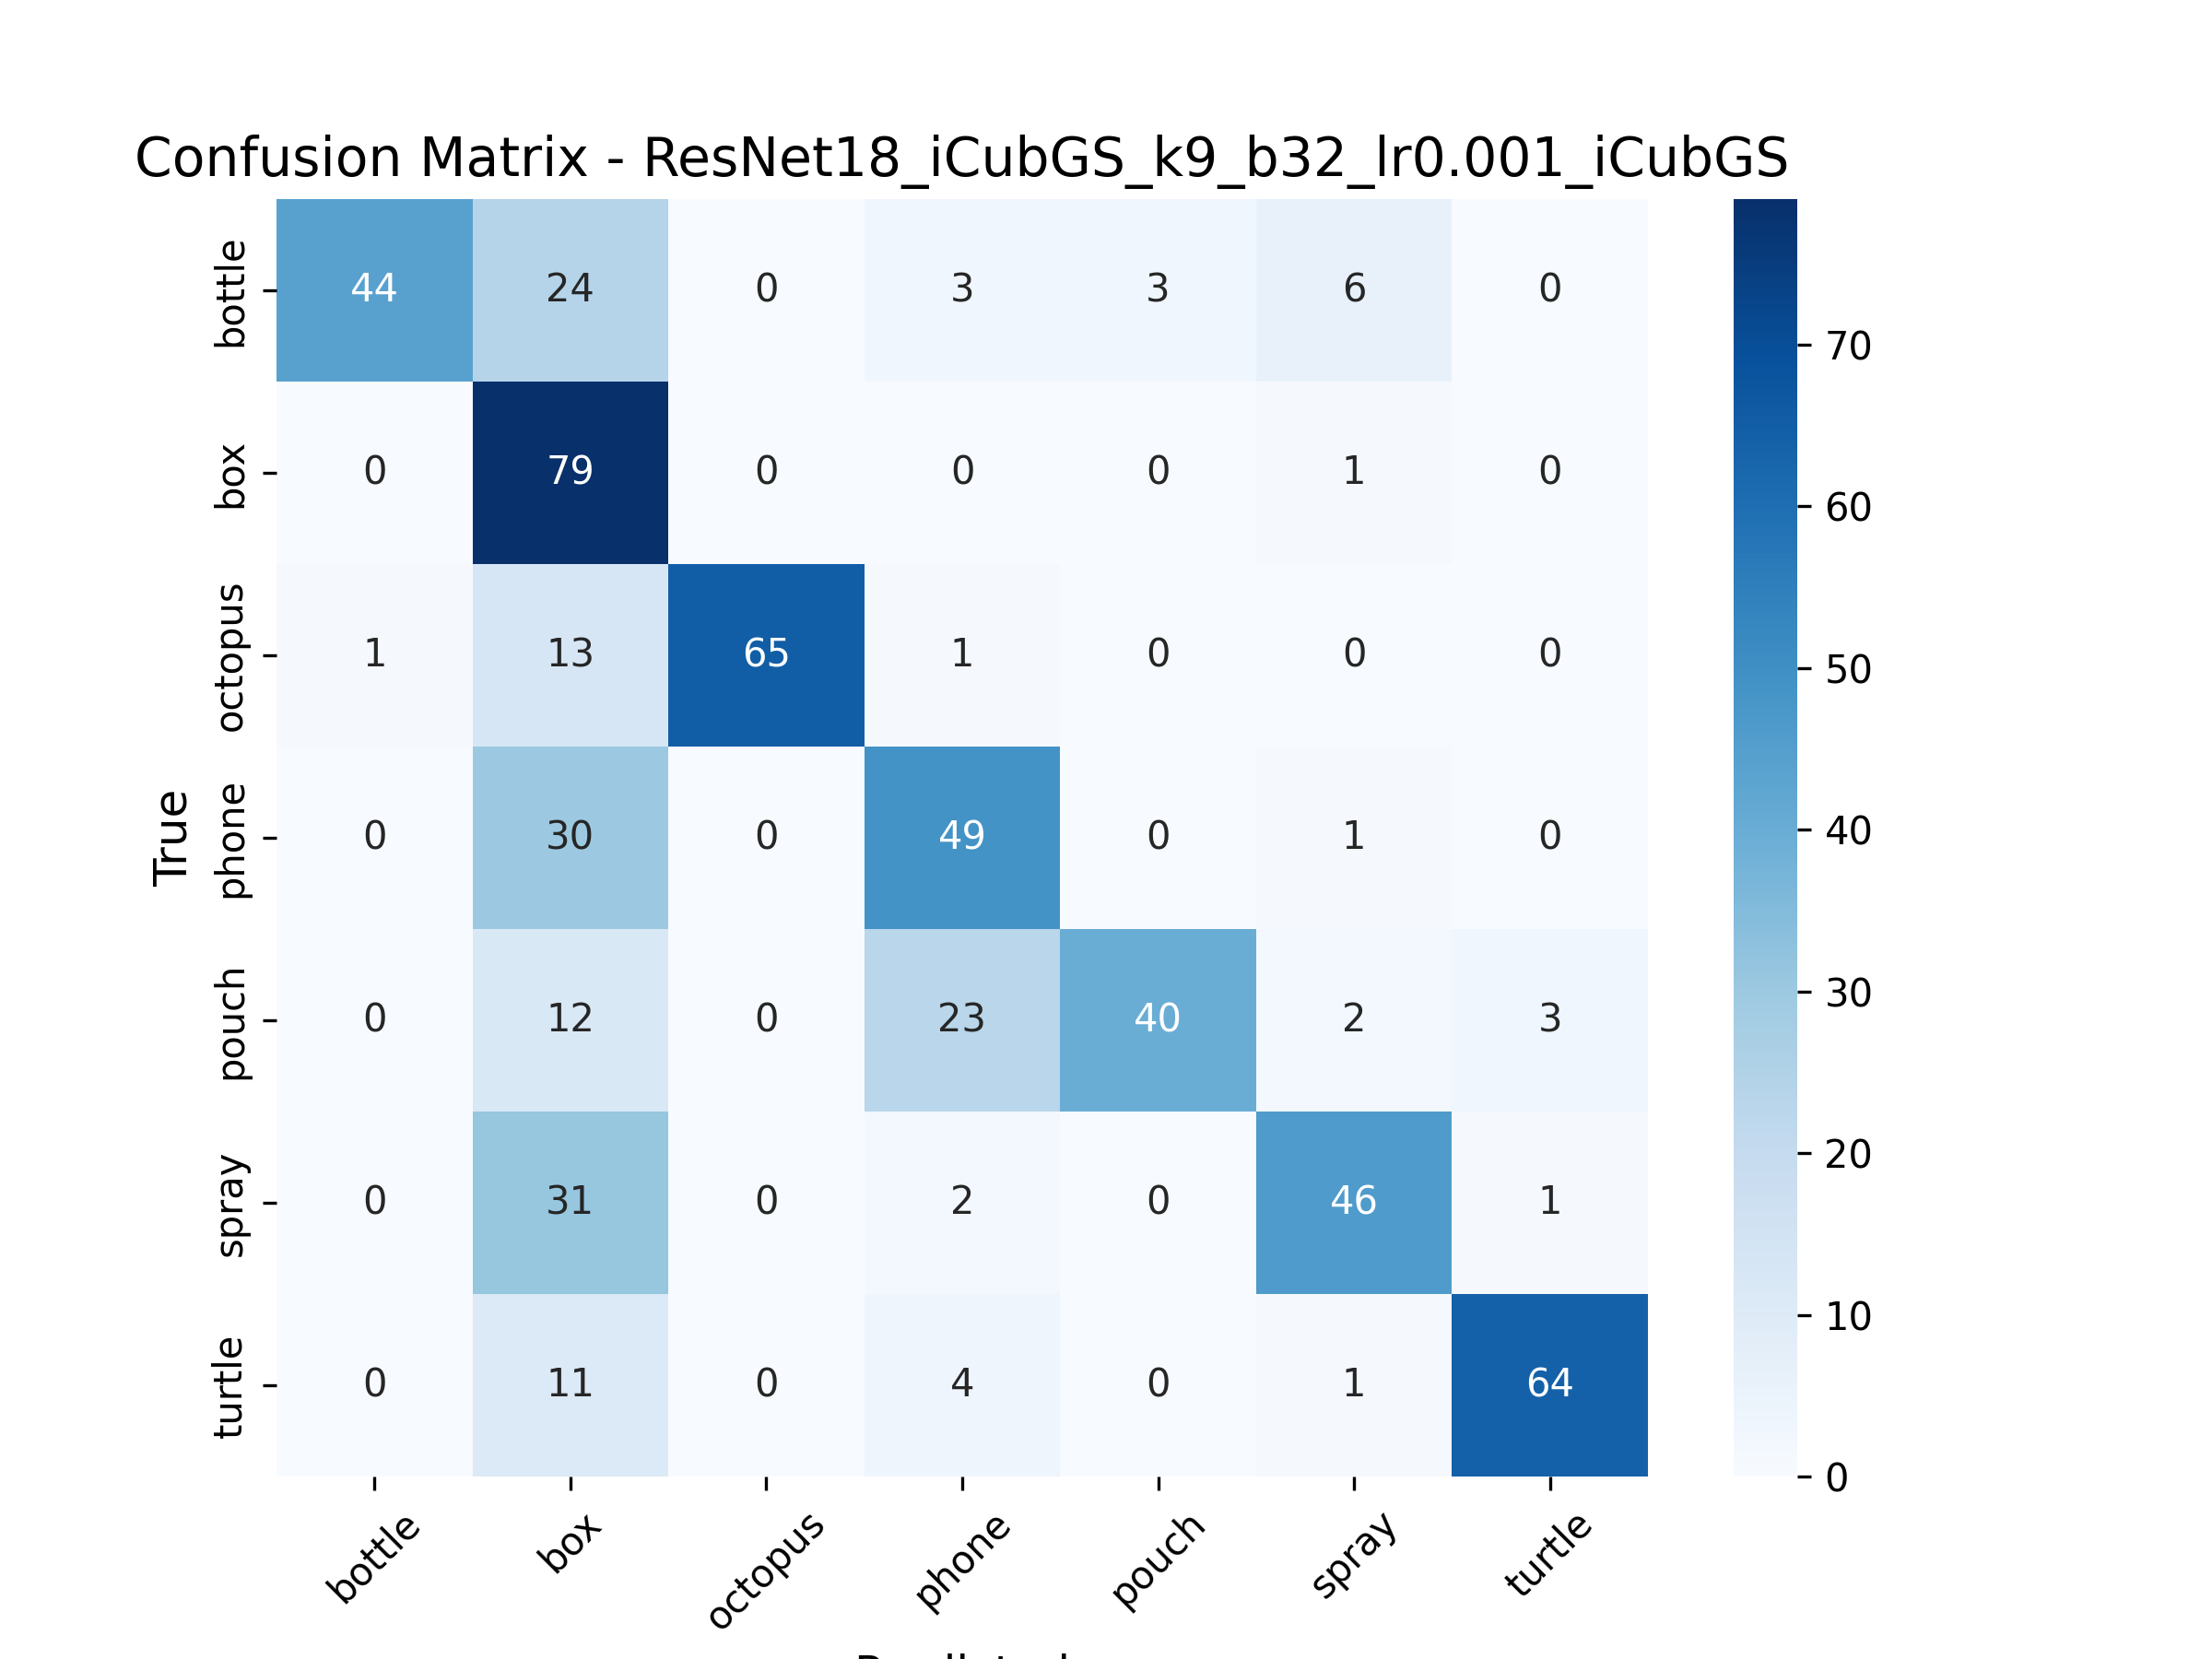 Confusion Matrix - ResNet18_iCubGS_k9_b32_lr0.001_iCubGS
True
bottle 44 24 0 3 3 6 0
box 0 79 0 0 0 1 0
octopus 1 13 65 1 0 0 0
phone 0 30 0 49 0 1 0
pouch 0 12 0 23 40 2 3
spray 0 31 0 2 0 46 1
turtle 0 11 0 4 0 1 64
bottle box octopus phone pouch spray turtle
70
60
50
40
30
20
10
0